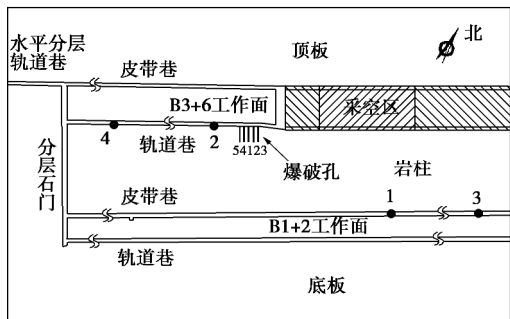 水平分层
轨道巷
皮带巷
顶板
北
B3+6工作面
采空区
4
轨道巷
2
54123
爆破孔
岩柱
分层石门
皮带巷
1
3
B1+2工作面
轨道巷
底板